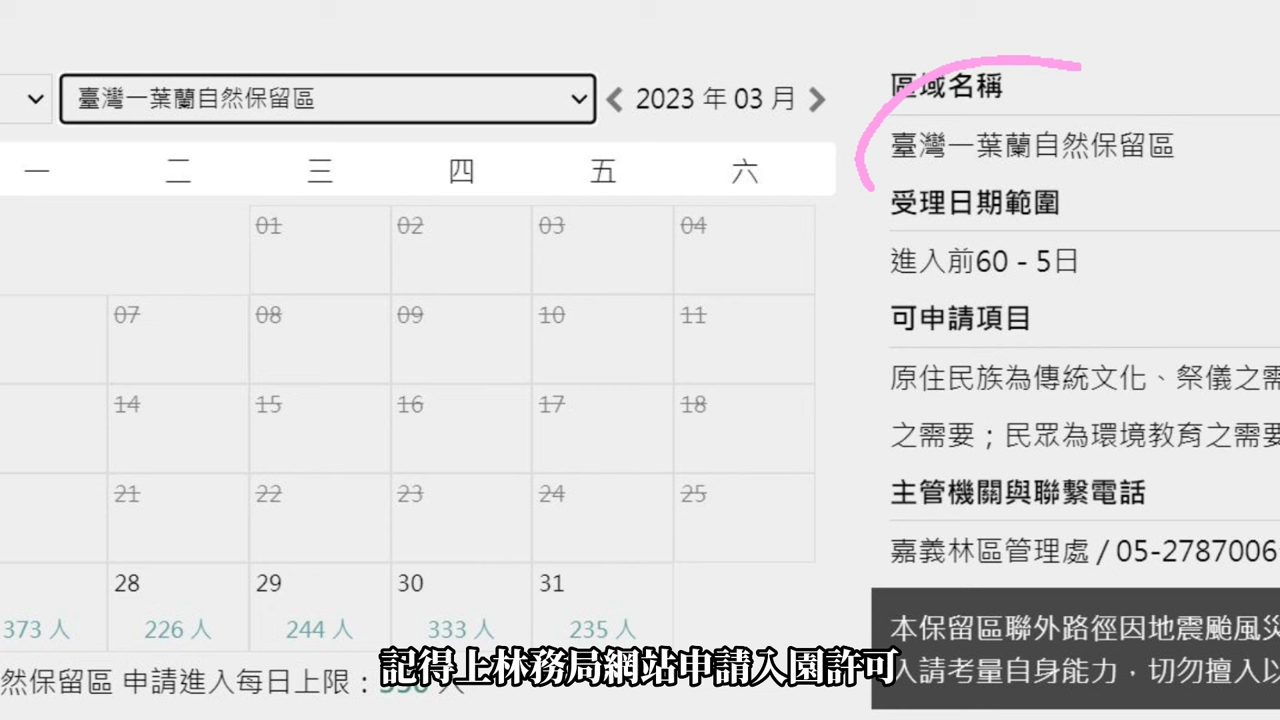 臺灣一葉蘭自然保留區
2023 年 03 月
一 二 三 四 五 六
01 02 03 04
07 08 09 10 11
14 15 16 17 18
21 22 23 24 25
28 29 30 31
373 人 226 人 244 人 333 人 235 人
然保留區 申請進入每日上限：
人
區域名稱
臺灣一葉蘭自然保留區
受理日期範圍
進入前60 - 5日
可申請項目
原住民族為傳統文化、祭儀之需
之需要；民眾為環境教育之需要
主管機關與聯繫電話
嘉義林區管理處 / 05-2787006
本保留區聯外路徑因地震颱風災
入請考量自身能力，切勿擅入以
記得上林務局網站申請入園許可